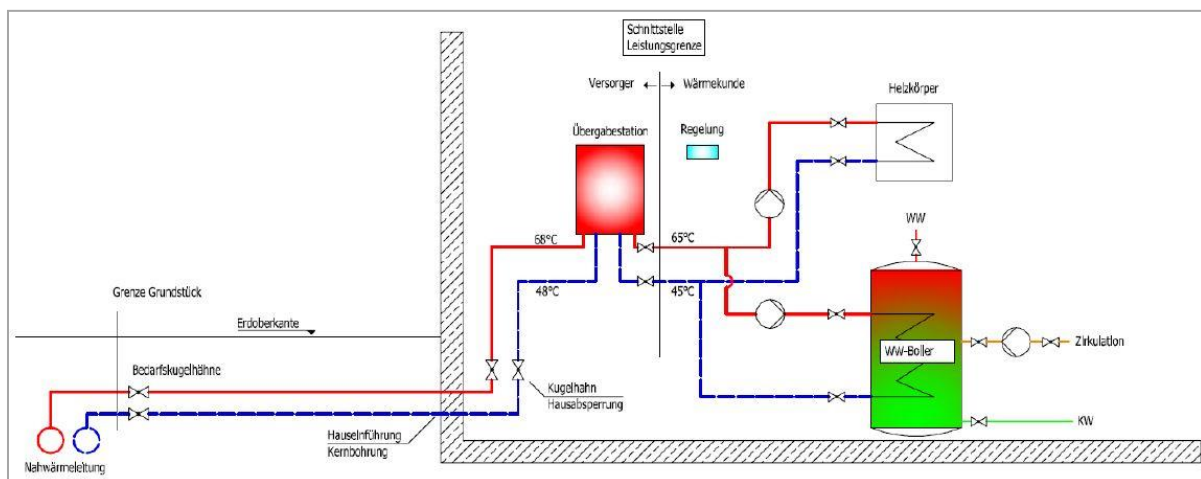 Schnittstelle
Leistungsgrenze
Versorger
Wärmekunde
Heizkörper
Übergabestation
Regelung
68°C
65°C
WW
48°C
45°C
Grenze Grundstück
Erdoberkante
WW-Boiler
Zirkulation
Bedarfskugelhähne
Kugelhahn
Hausabsperrung
KW
Hauseinführung
Kernbohrung
Nahwärmeleitung